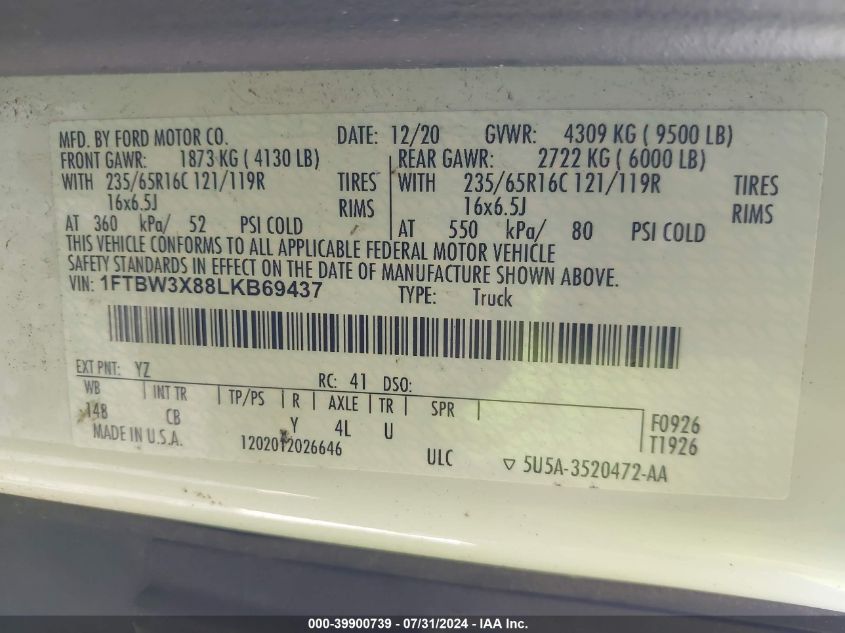 MFD. BY FORD MOTOR CO. DATE: 12/20 GVWR: 4309 KG ( 9500 LB)
FRONT GAWR: 1873 KG ( 4130 LB) REAR GAWR: 2722 KG ( 6000 LB)
WITH 235/65R16C 121/119R TIRES WITH 235/65R16C 121/119R TIRES
16x6.5J RIMS 16x6.5J RIMS
AT 360 kPa/ 52 PSI COLD AT 550 kPa/ 80 PSI COLD
THIS VEHICLE CONFORMS TO ALL APPLICABLE FEDERAL MOTOR VEHICLE
SAFETY STANDARDS IN EFFECT ON THE DATE OF MANUFACTURE SHOWN ABOVE.
VIN: 1FTBW3X88LKB69437 TYPE: Truck
EXT PNT: YZ RC: 41 DSO:
WB INT TR TP/PS R AXLE TR SPR
148 CB Y 4L U F0926
MADE IN U.S.A. 1202012026646 ULC T1926
5U5A-3520472-AA
000-39900739 - 07/31/2024 - IAA Inc.